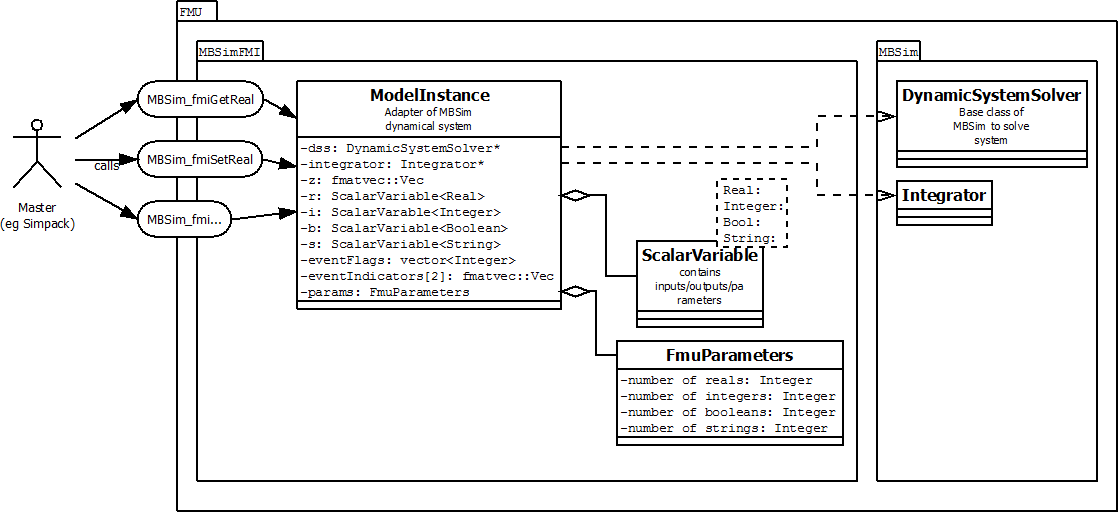 FMU
MBSimFMI
MBSim
MBSim_fmiGetReal
MBSim_fmiSetReal
MBSim_fmi...
calls
Master
(eg Simpack)
ModelInstance
Adapter of MBSim
dynamical system
-dss: DynamicSystemSolver*
-integrator: Integrator*
-z: fmatvec::Vec
-r: ScalarVariable<Real>
-i: ScalarVarable<Integer>
-b: ScalarVariable<Boolean>
-s: ScalarVariable<String>
-eventFlags: vector<Integer>
-eventIndicators[2]: fmatvec::Vec
-params: FmuParameters
Real:
Integer:
Bool:
String:
ScalarVariable
contains
inputs/outputs/pa
rameters
FmuParameters
-number of reals: Integer
-number of integers: Integer
-number of booleans: Integer
-number of strings: Integer
DynamicSystemSolver
Base class of
MBSim to solve
system
Integrator